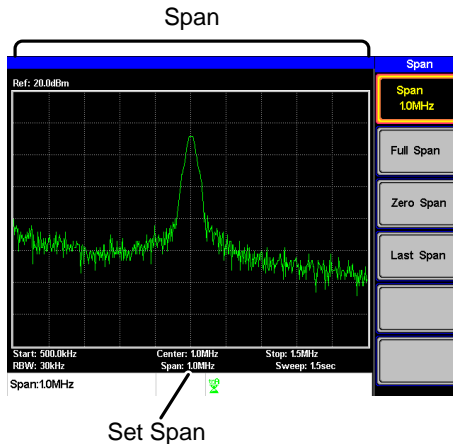 Span
Span
Ref: 20.0dBm
Span
1.0MHz
Full Span
Zero Span
Last Span
Start: 500.0kHz Center: 1.0MHz Stop: 1.5MHz
RBW: 30kHz Span: 1.0MHz Sweep: 1.5sec
Span:1.0MHz
Set Span